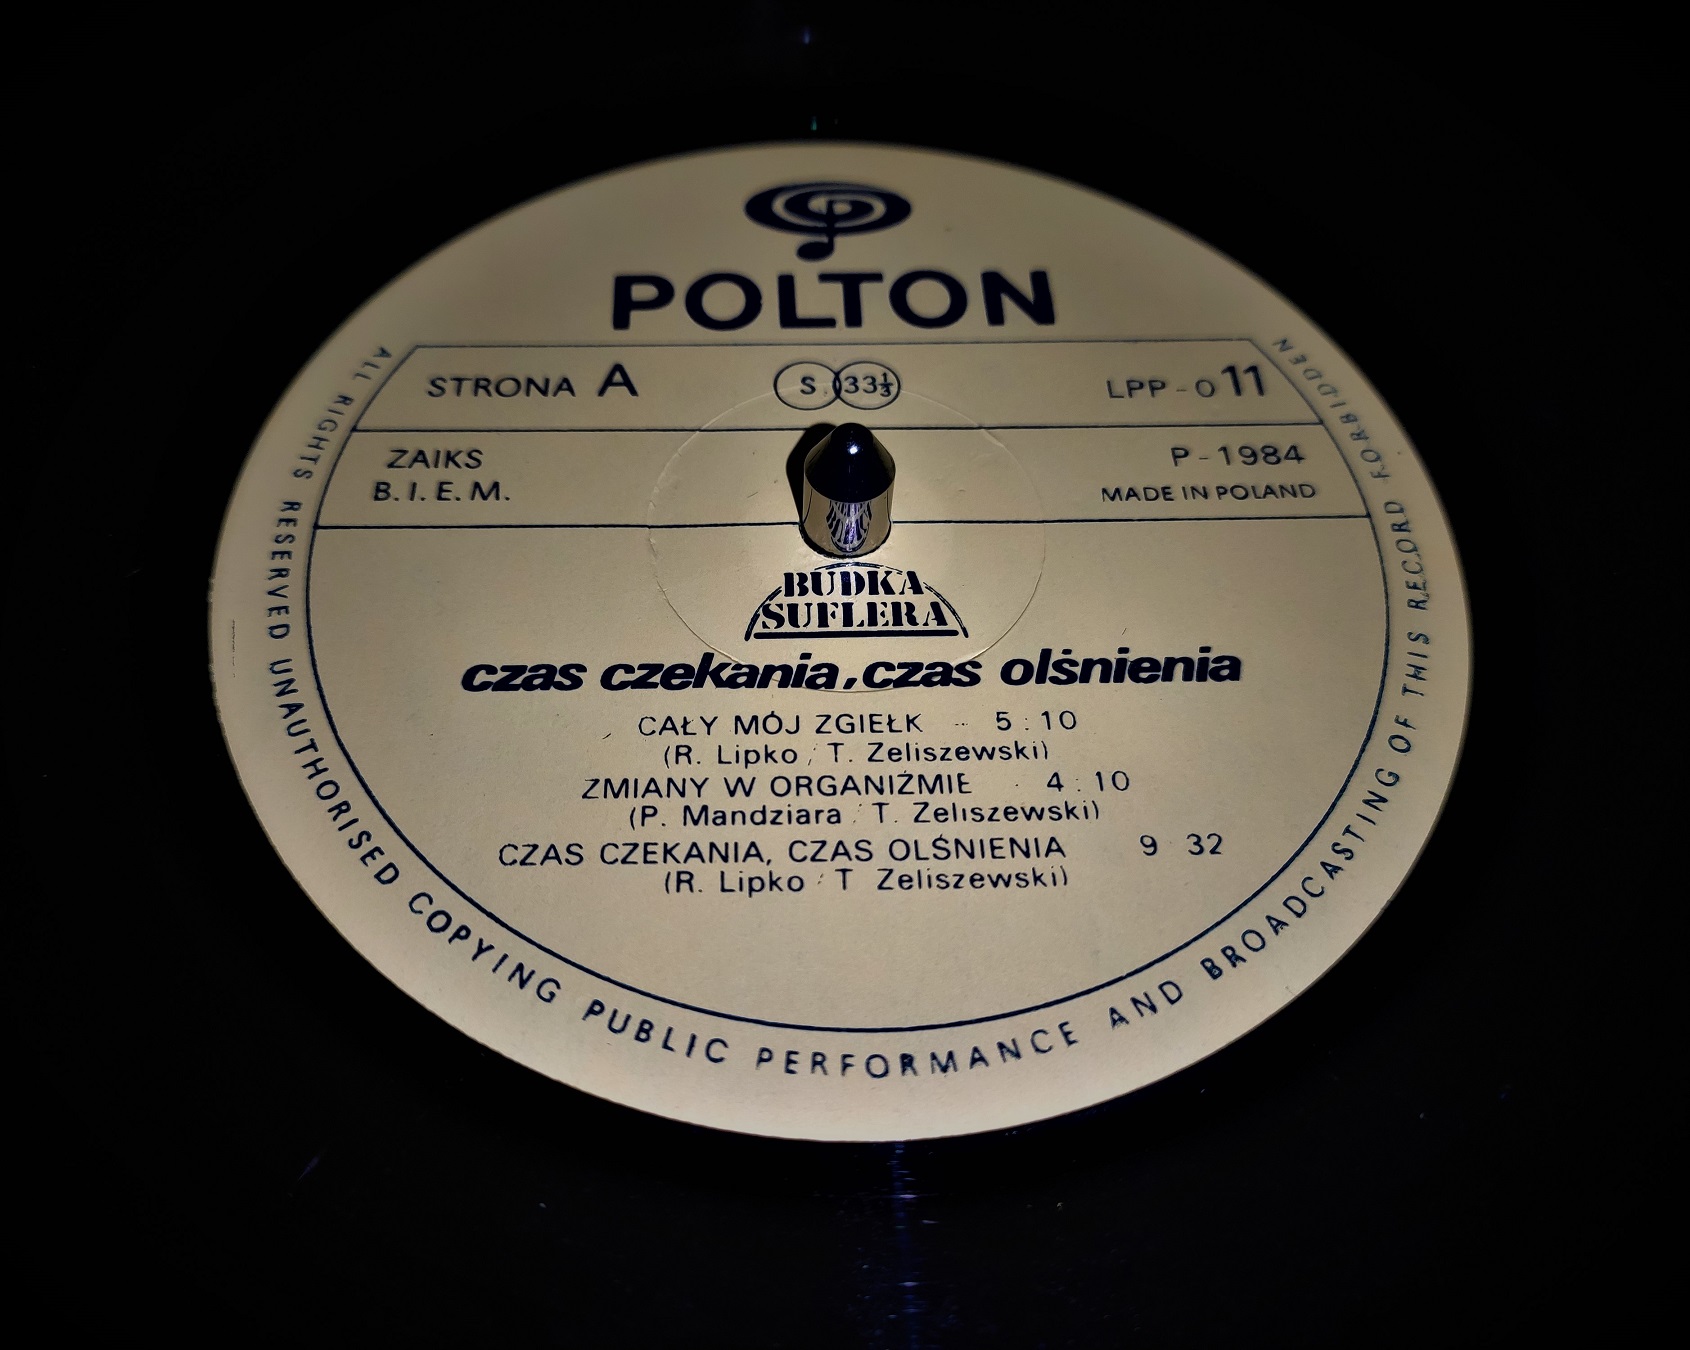 POLTON
STRONA A
S 33⅓
LPP-011
ZAIKS
B.I.E.M.
P-1984
MADE IN POLAND
BUDKA
SUFLERA
czas czekania, czas olśnienia
CAŁY MÓJ ZGIEŁK - 5:10
(R. Lipko / T. Zeliszewski)
ZMIANY W ORGANIŹMIE - 4:10
(P. Mandziara / T. Zeliszewski)
CZAS CZEKANIA, CZAS OLŚNIENIA 9 32
(R. Lipko / T Zeliszewski)
ALL RIGHTS RESERVED UNAUTHORISED COPYING PUBLIC PERFORMANCE AND BROADCASTING OF THIS RECORD FORBIDDEN